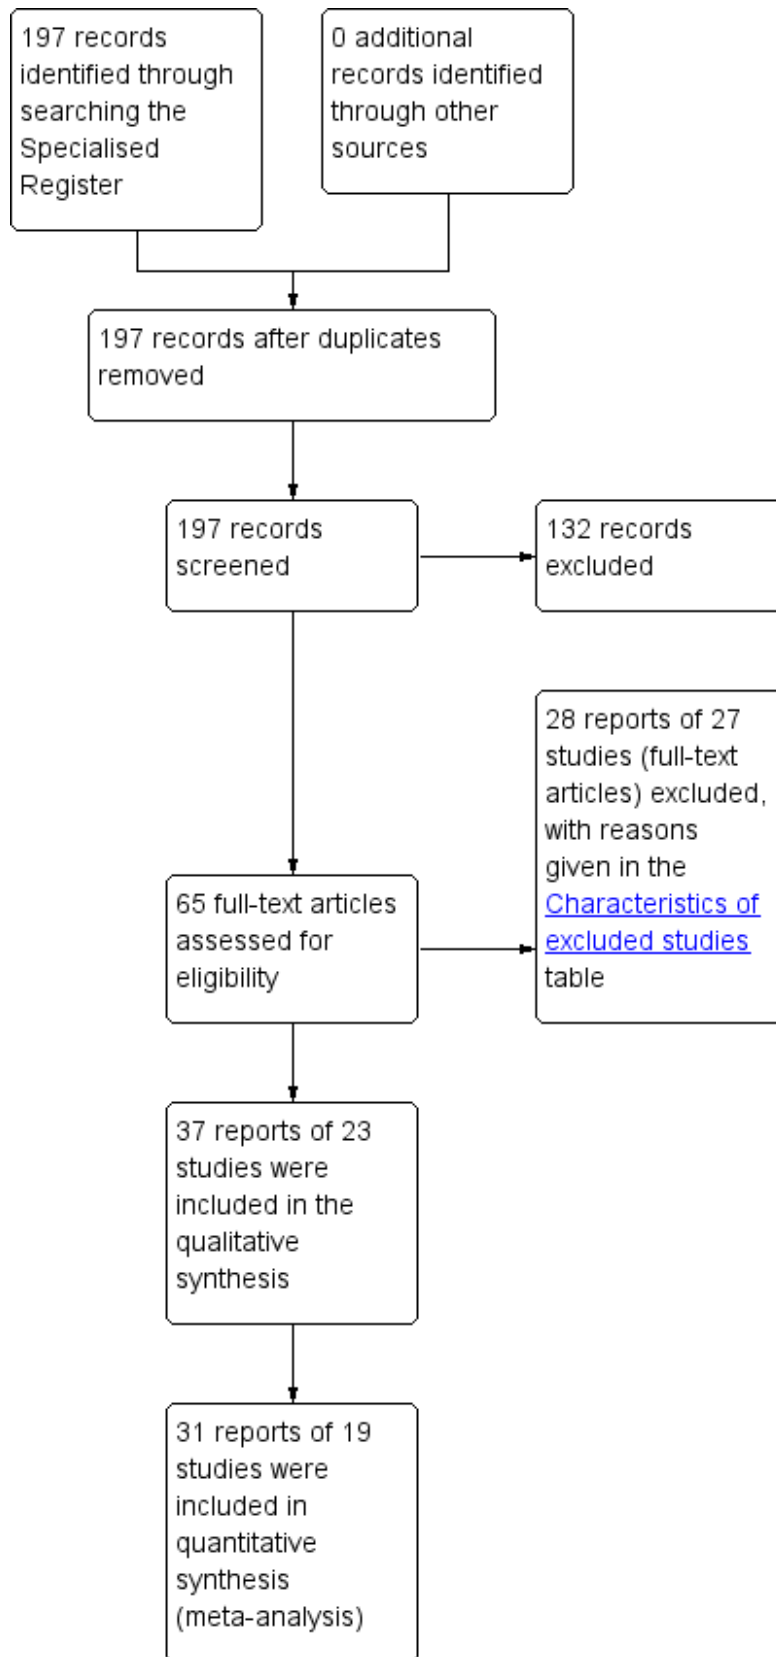 197 records
identified through
searching the
Specialised
Register
0 additional
records identified
through other
sources
197 records after duplicates
removed
197 records
screened
132 records
excluded
28 reports of 27
studies (full-text
articles) excluded,
with reasons
given in the
Characteristics of
excluded studies
table
65 full-text articles
assessed for
eligibility
37 reports of 23
studies were
included in the
qualitative
synthesis
31 reports of 19
studies were
included in
quantitative
synthesis
(meta-analysis)